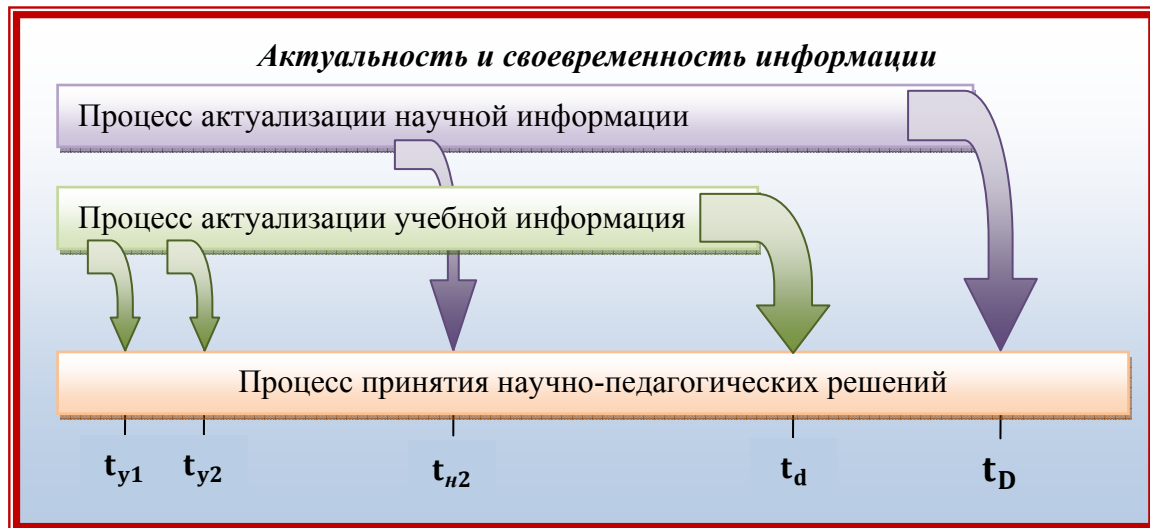 Актуальность и своевременность информации
Процесс актуализации научной информации
Процесс актуализации учебной информация
Процесс принятия научно-педагогических решений
tу1 tу2 tн2 td tD